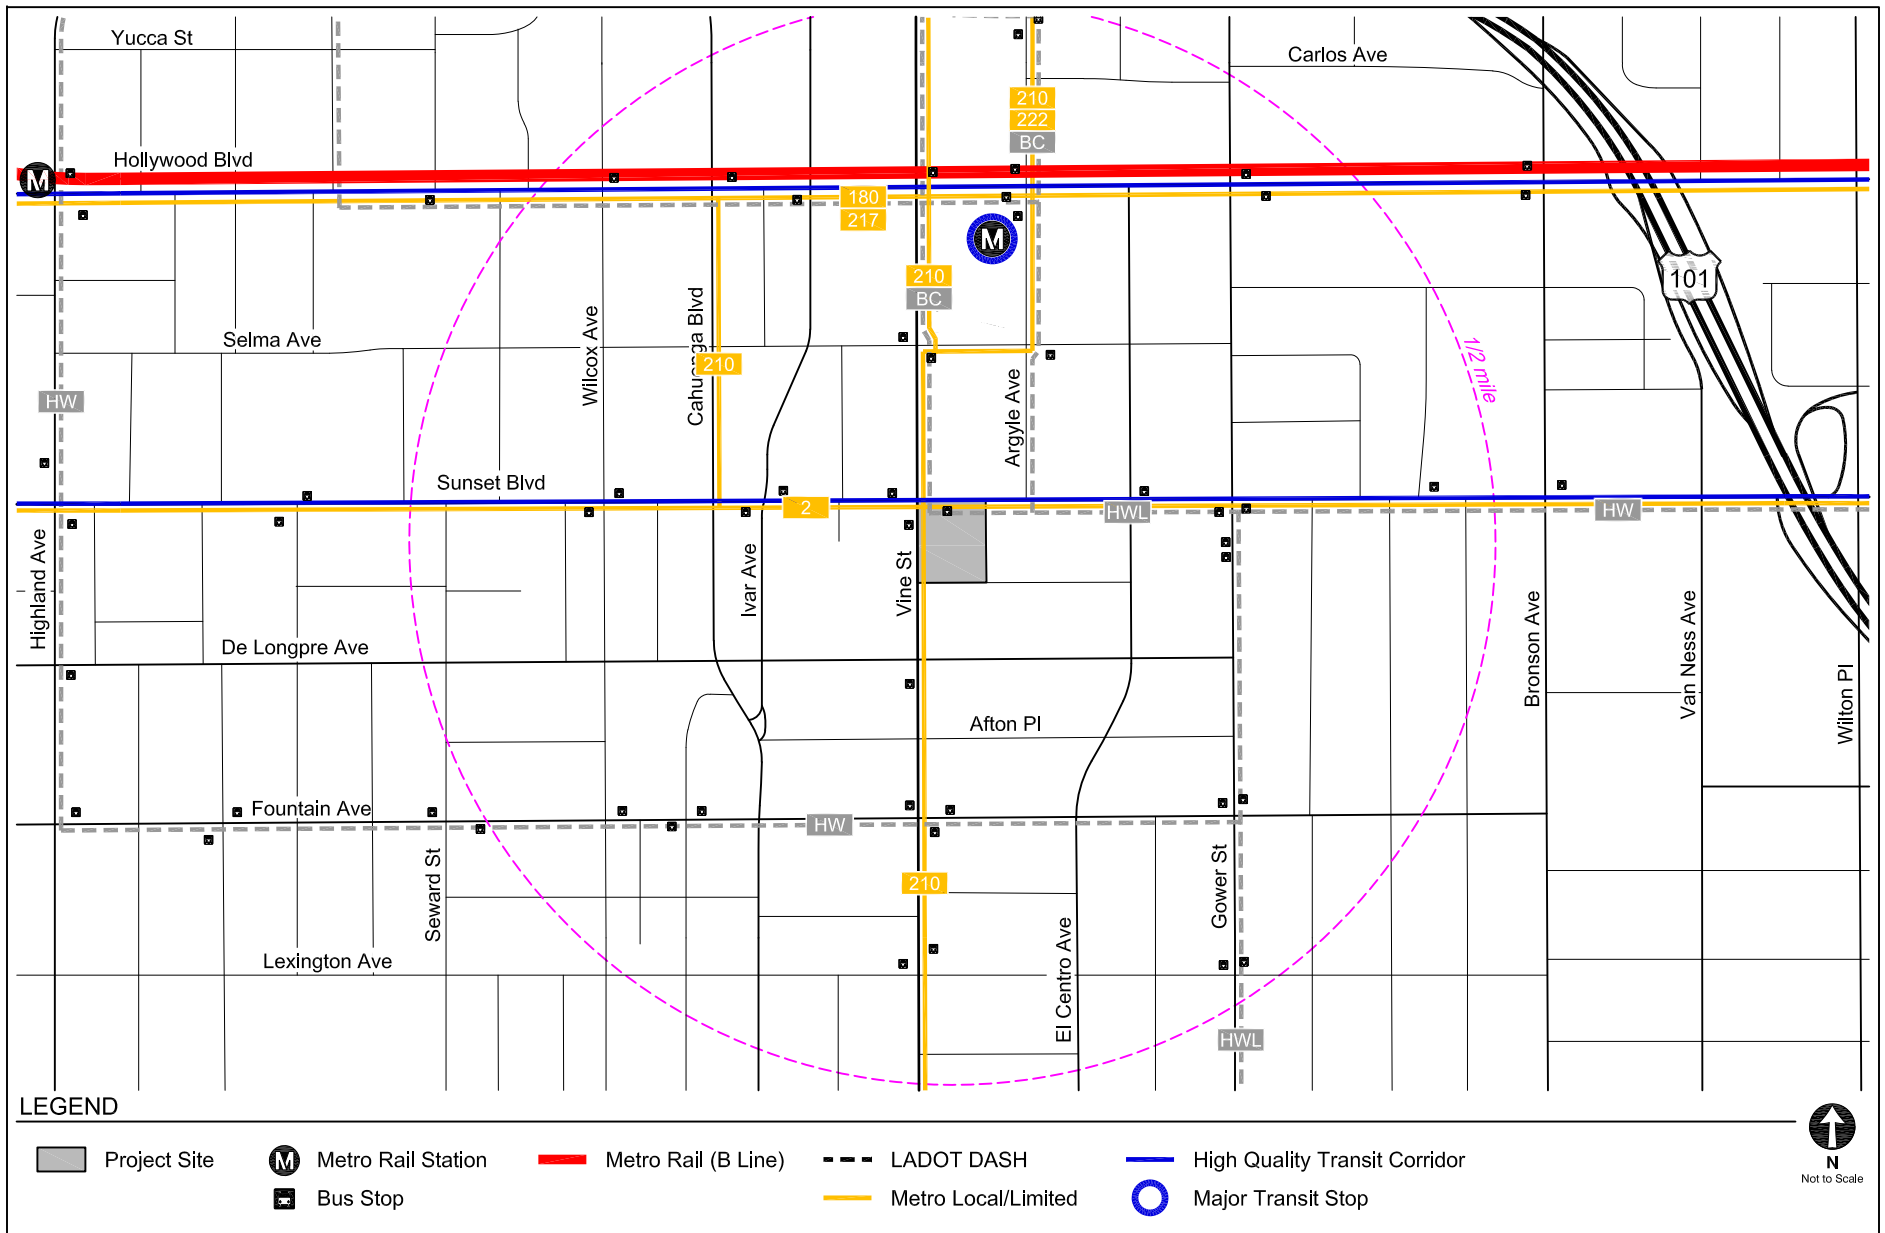 Yucca St
Carlos Ave
210
222
BC
Hollywood Blvd
M
180
217
M
210
BC
101
Selma Ave
Wilcox Ave
Cahuenga Blvd
210
1/2 mile
HW
Argyle Ave
Sunset Blvd
2
HWL
HW
Highland Ave
Ivar Ave
Vine St
Bronson Ave
Van Ness Ave
Wilton Pl
De Longpre Ave
Afton Pl
Fountain Ave
HW
210
Seward St
Gower St
El Centro Ave
Lexington Ave
HWL
LEGEND
Project Site
M Metro Rail Station
Metro Rail (B Line)
LADOT DASH
High Quality Transit Corridor
Bus Stop
Metro Local/Limited
Major Transit Stop
N
Not to Scale